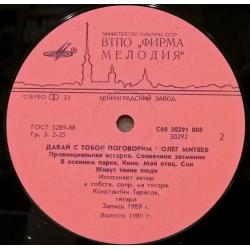 МИНИСТЕРСТВО КУЛЬТУРЫ СССР
ВТПО „ФИРМА
МЕЛОДИЯ"
СТЕРЕО 33
ЛЕНИНГРАДСКИЙ ЗАВОД
ГОСТ 5289-88
Гр. 3. 2-25
С60 30291 008
30292
2
ДАВАЙ С ТОБОЙ ПОГОВОРИМ - ОЛЕГ МИТЯЕВ
Провинциальная история. Солнечное затмение
В осеннем парке. Кино. Мой отец. Сон
Живут такие люди
Исполняет автор
в собств. сопр. на гитаре
Константин Тарасов,
гитара
Запись 1989 г.
Выпуск 1990 г.